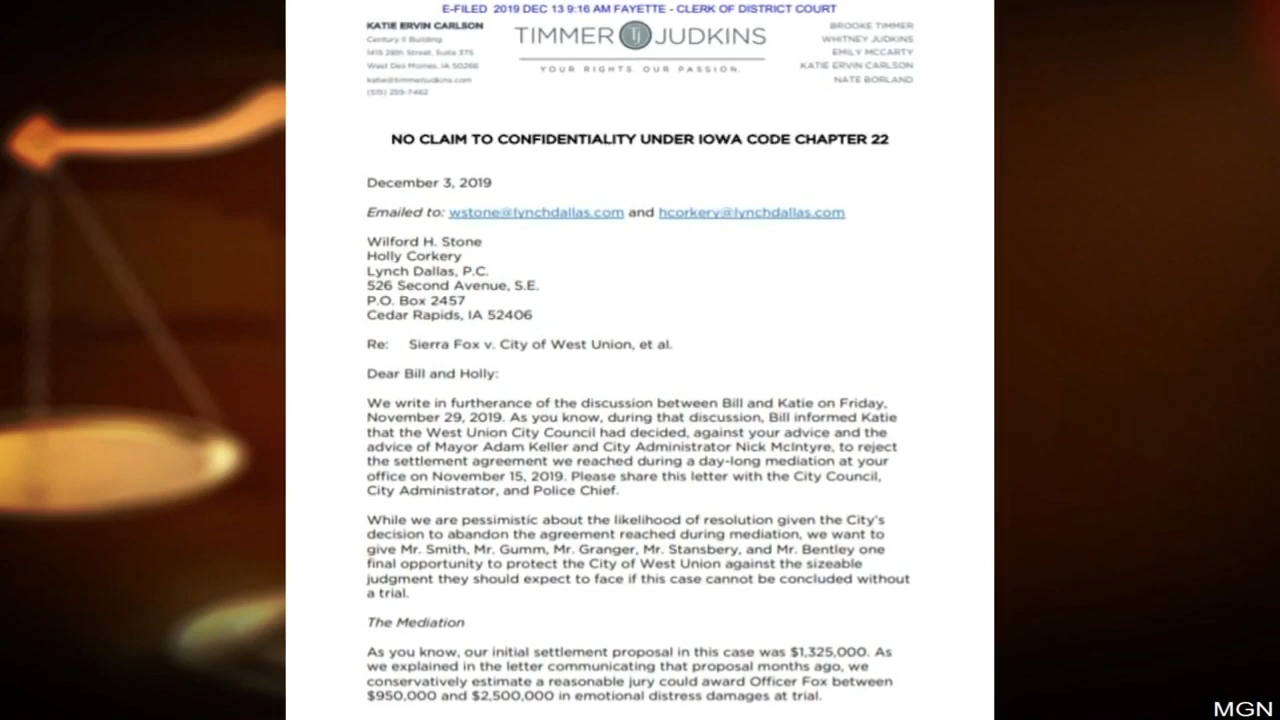 E-FILED 2019 DEC 13 9:16 AM FAYETTE - CLERK OF DISTRICT COURT
KATIE ERVIN CARLSON
Century II Building
1415 28th Street, Suite 375
West Des Moines, IA 50266
katie@timmerjudkins.com
(515) 259-7462
TIMMER TJ JUDKINS
YOUR RIGHTS. OUR PASSION.
BROOKE TIMMER
WHITNEY JUDKINS
EMILY MCCARTY
KATIE ERVIN CARLSON
NATE BORLAND
NO CLAIM TO CONFIDENTIALITY UNDER IOWA CODE CHAPTER 22
December 3, 2019
Emailed to: wstone@lynchdallas.com and hcorkery@lynchdallas.com
Wilford H. Stone
Holly Corkery
Lynch Dallas, P.C.
526 Second Avenue, S.E.
P.O. Box 2457
Cedar Rapids, IA 52406
Re: Sierra Fox v. City of West Union, et al.
Dear Bill and Holly:
We write in furtherance of the discussion between Bill and Katie on Friday,
November 29, 2019. As you know, during that discussion, Bill informed Katie
that the West Union City Council had decided, against your advice and the
advice of Mayor Adam Keller and City Administrator Nick McIntyre, to reject
the settlement agreement we reached during a day-long mediation at your
office on November 15, 2019. Please share this letter with the City Council,
City Administrator, and Police Chief.
While we are pessimistic about the likelihood of resolution given the City's
decision to abandon the agreement reached during mediation, we want to
give Mr. Smith, Mr. Gumm, Mr. Granger, Mr. Stansbery, and Mr. Bentley one
final opportunity to protect the City of West Union against the sizeable
judgment they should expect to face if this case cannot be concluded without
a trial.
The Mediation
As you know, our initial settlement proposal in this case was $1,325,000. As
we explained in the letter communicating that proposal months ago, we
conservatively estimate a reasonable jury could award Officer Fox between
$950,000 and $2,500,000 in emotional distress damages at trial.
MGN